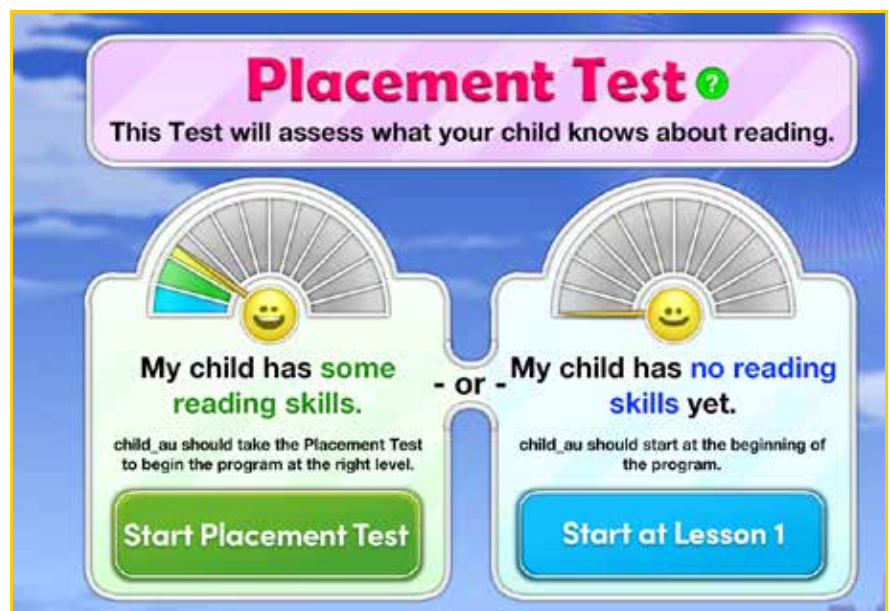 Placement Test ?
This Test will assess what your child knows about reading.
My child has some
reading skills.
child_au should take the Placement Test
to begin the program at the right level.
Start Placement Test
- or -
My child has no reading
skills yet.
child_au should start at the beginning of
the program.
Start at Lesson 1